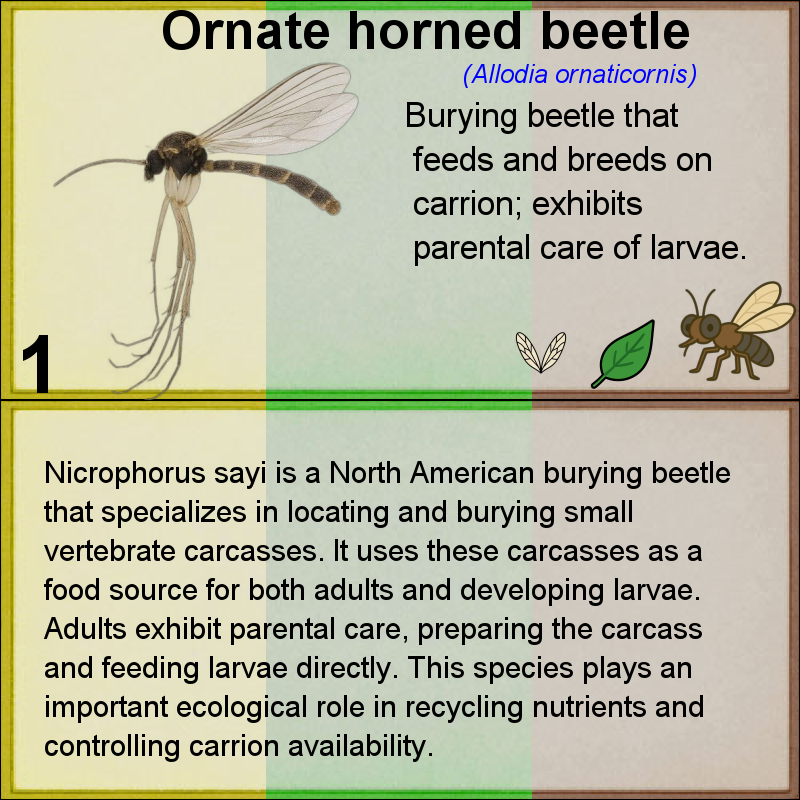 Ornate horned beetle
(Allodia ornaticornis)
Burying beetle that
feeds and breeds on
carrion; exhibits
parental care of larvae.
1
Nicrophorus sayi is a North American burying beetle
that specializes in locating and burying small
vertebrate carcasses. It uses these carcasses as a
food source for both adults and developing larvae.
Adults exhibit parental care, preparing the carcass
and feeding larvae directly. This species plays an
important ecological role in recycling nutrients and
controlling carrion availability.